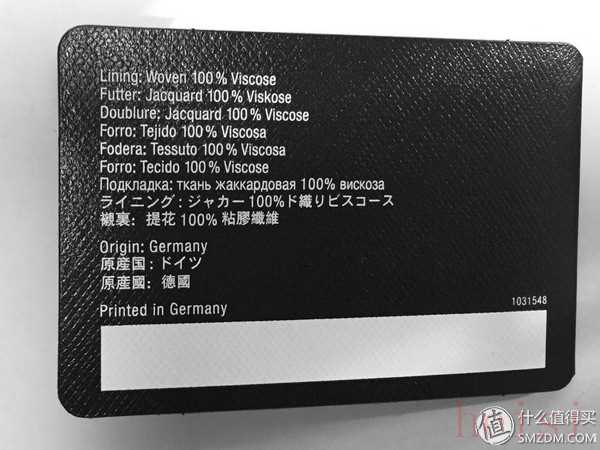 Lining: Woven 100 % Viscose
Futter: Jacquard 100 % Viskose
Doublure: Jacquard 100 % Viscose
Forro: Tejido 100 % Viscosa
Fodera: Tessuto 100 % Viscosa
Forro: Tecido 100 % Viscose
Подкладка: ткань жаккардовая 100% вискоза
ライニング：ジャカー 100%ド織りビスコース
襯裏：提花 100% 粘膠纖維
Origin: Germany
原産国：ドイツ
原産國：德國
Printed in Germany
1031548
值 什么值得买
SMZDM.COM